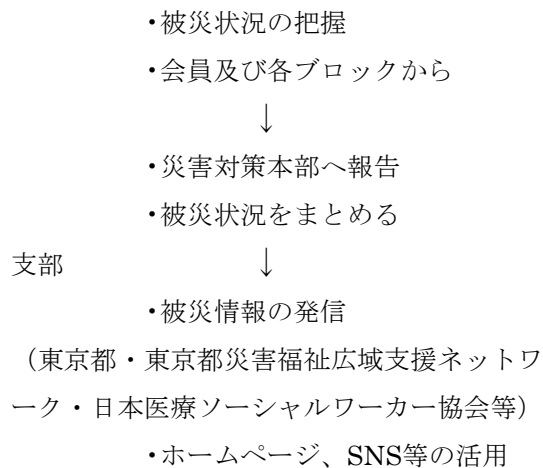 ・被災状況の把握
・会員及び各ブロックから
↓
・災害対策本部へ報告
・被災状況をまとめる
支部 ↓
・被災情報の発信
（東京都・東京都災害福祉広域支援ネットワ
ーク・日本医療ソーシャルワーカー協会等）
・ホームページ、SNS等の活用